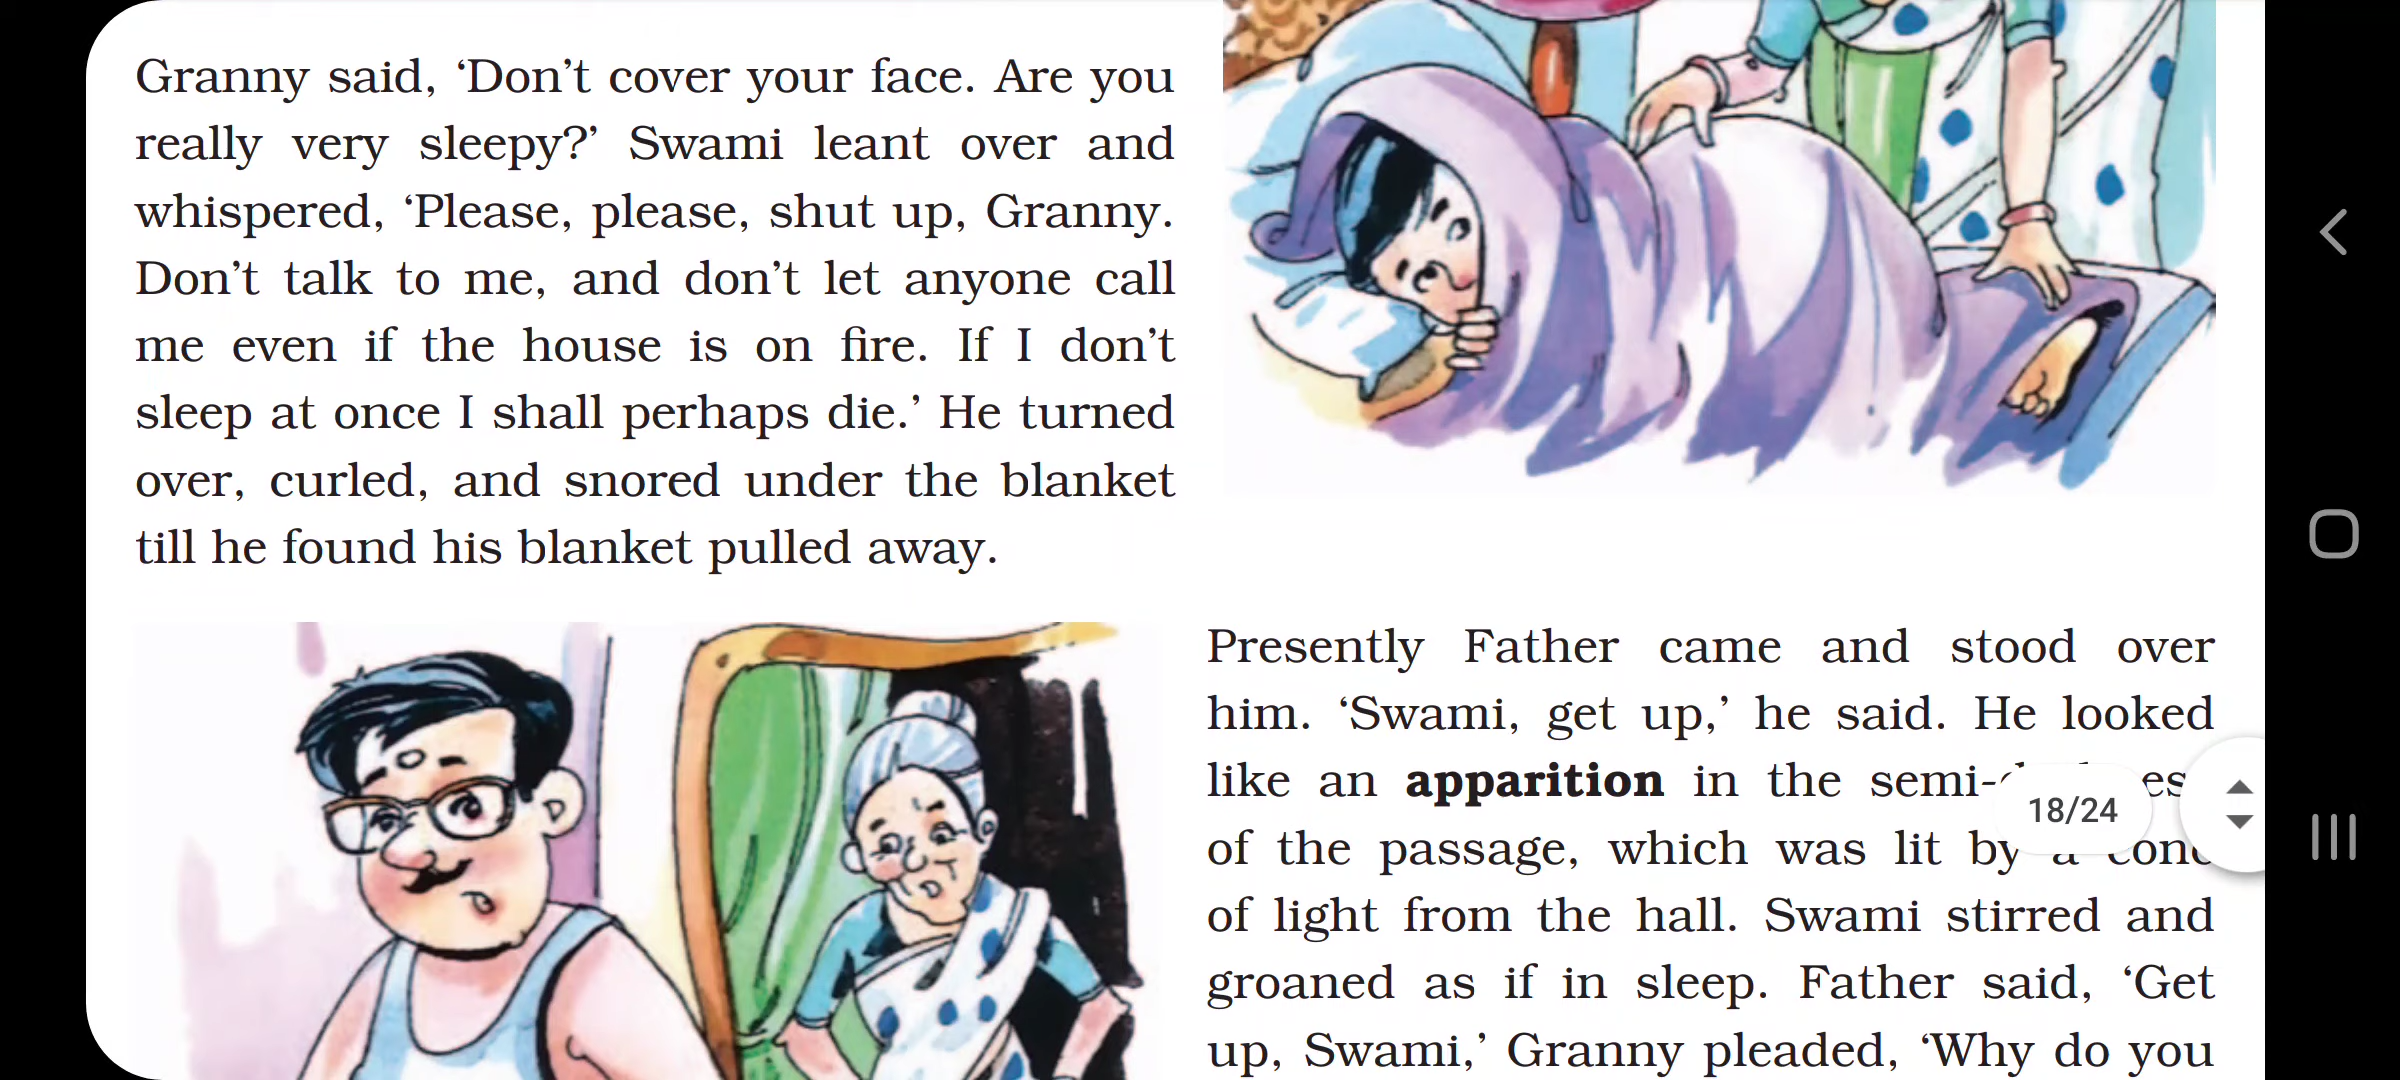 Granny said, ‘Don’t cover your face. Are you
really very sleepy?’ Swami leant over and
whispered, ‘Please, please, shut up, Granny.
Don’t talk to me, and don’t let anyone call
me even if the house is on fire. If I don’t
sleep at once I shall perhaps die.’ He turned
over, curled, and snored under the blanket
till he found his blanket pulled away.
Presently Father came and stood over
him. ‘Swami, get up,’ he said. He looked
like an apparition in the
of the passage, which was lit by a
of light from the hall. Swami stirred and
groaned as if in sleep. Father said, ‘Get
up, Swami,’ Granny pleaded, ‘Why do you
18/24